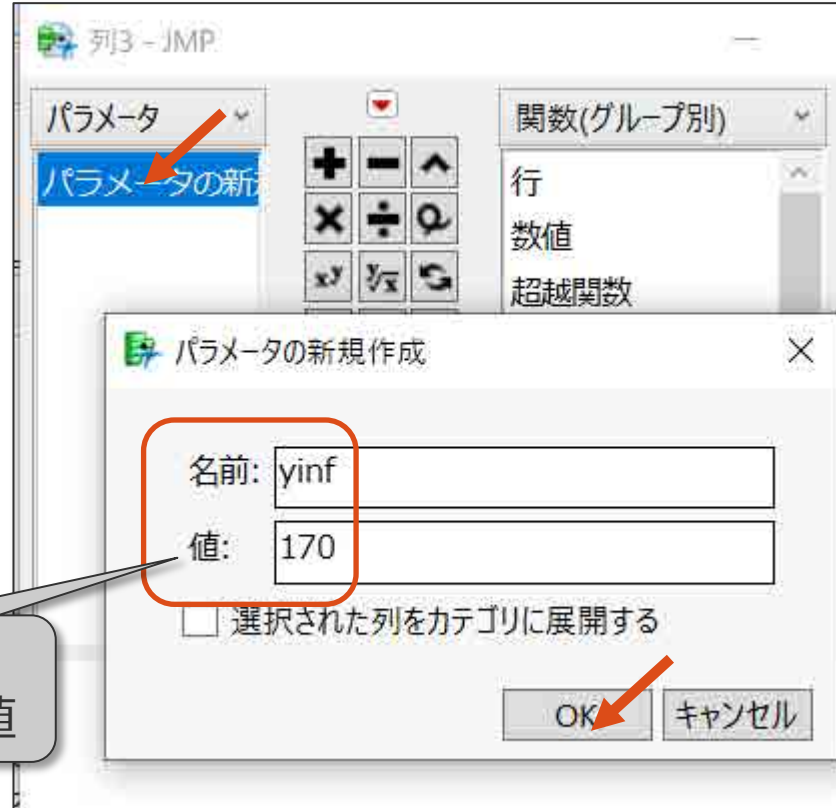 列3 - JMP
パラメータ
関数(グループ別)
パラメータの新
行
数値
超越関数
パラメータの新規作成
名前: yinf
値: 170
選択された列をカテゴリに展開する
値
OK キャンセル